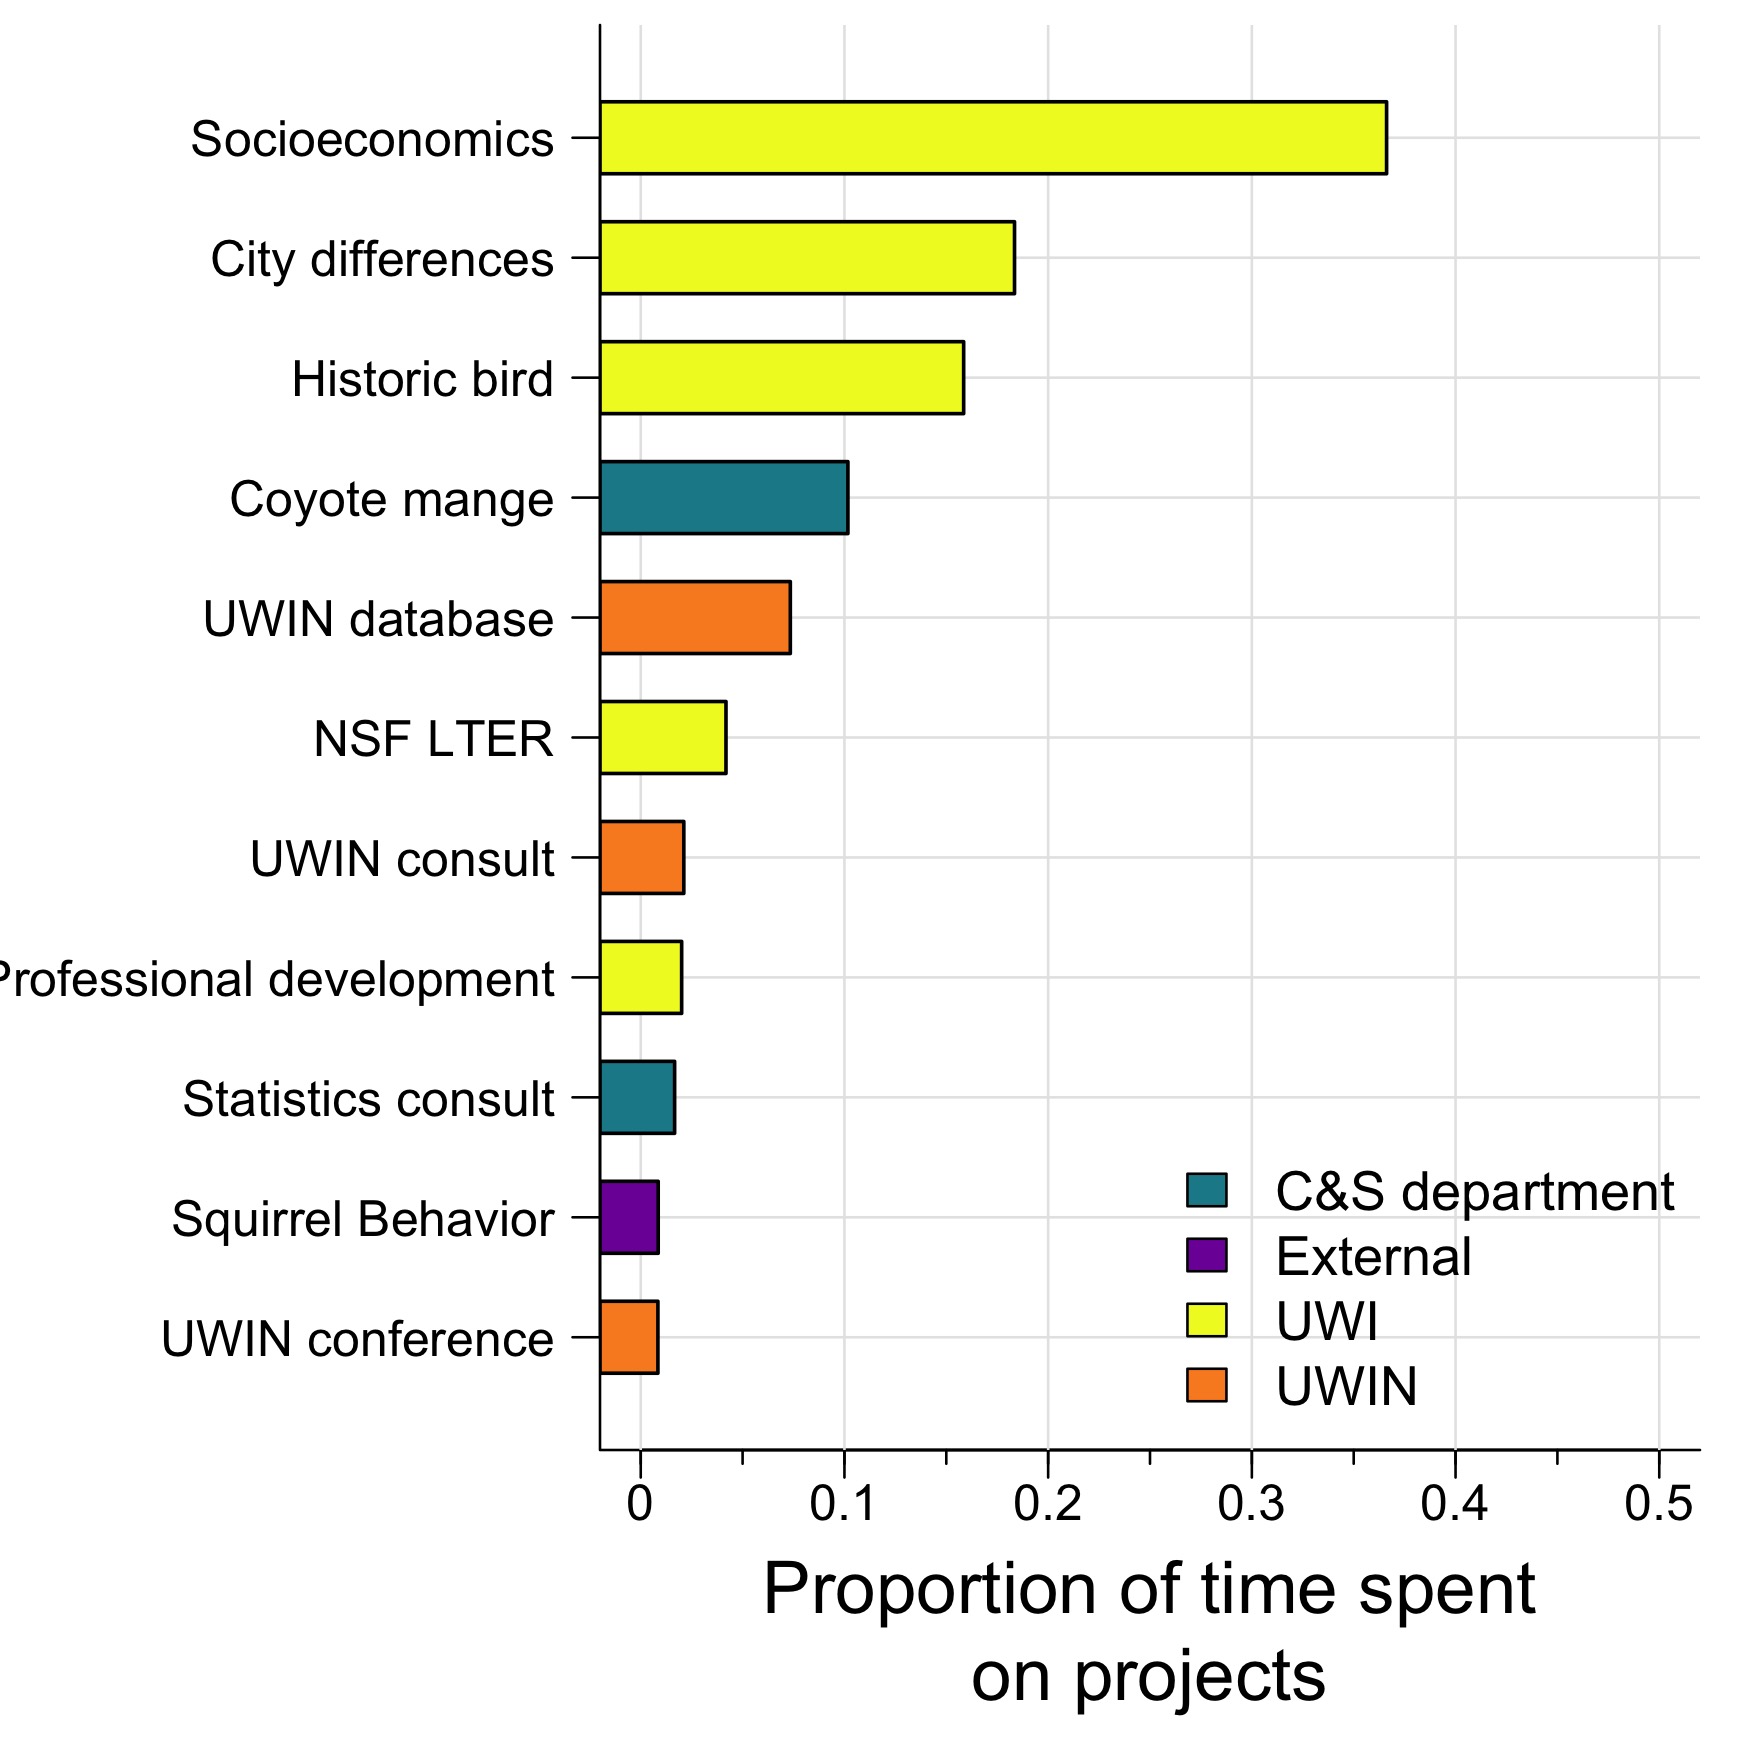 Socioeconomics
City differences
Historic bird
Coyote mange
UWIN database
NSF LTER
UWIN consult
Professional development
Statistics consult
Squirrel Behavior
UWIN conference
C&S department
External
UWI
UWIN
0 0.1 0.2 0.3 0.4 0.5
Proportion of time spent
on projects